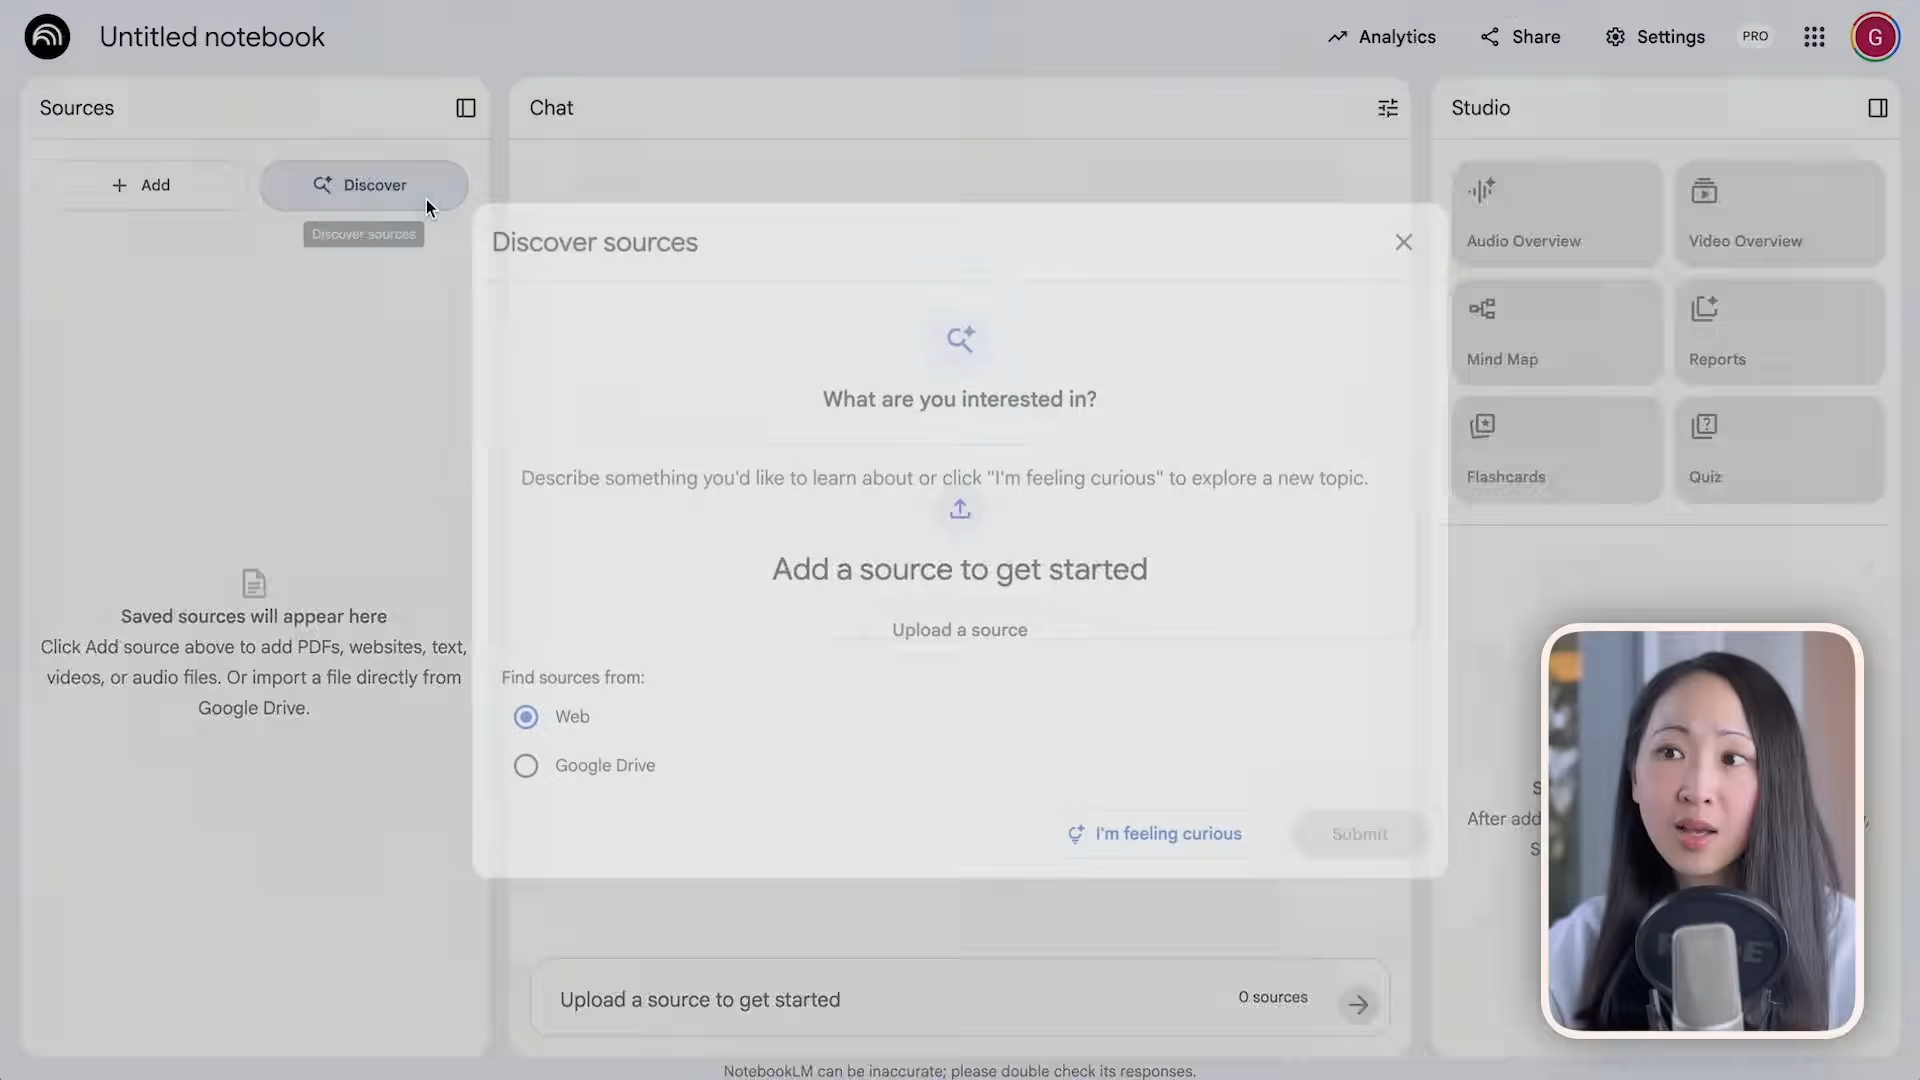 Untitled notebook
Analytics
Share
Settings
PRO
G
Sources
Chat
Studio
Add
Discover
Discover sources
Discover sources
What are you interested in?
Describe something you'd like to learn about or click "I'm feeling curious" to explore a new topic.
Add a source to get started
Upload a source
Find sources from:
Web
Google Drive
I'm feeling curious
Submit
Audio Overview
Video Overview
Mind Map
Reports
Flashcards
Quiz
Saved sources will appear here
Click Add source above to add PDFs, websites, text,
videos, or audio files. Or import a file directly from
Google Drive.
After add
Upload a source to get started
0 sources
NotebookLM can be inaccurate; please double check its responses.